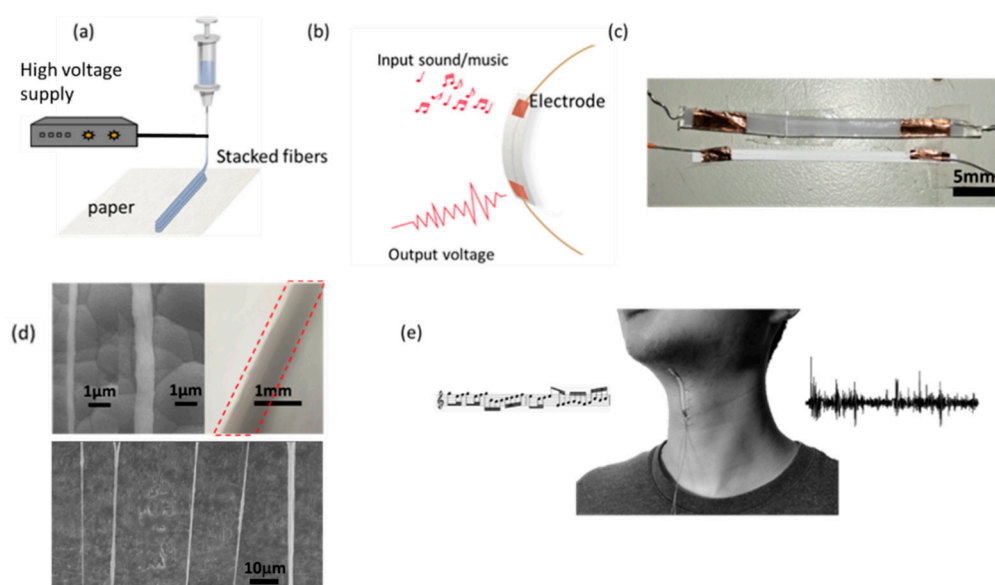 (a)
High voltage
supply
Stacked fibers
paper
(b)
Input sound/music
Electrode
Output voltage
(c)
5mm
(d)
1μm
1μm
1mm
10μm
(e)